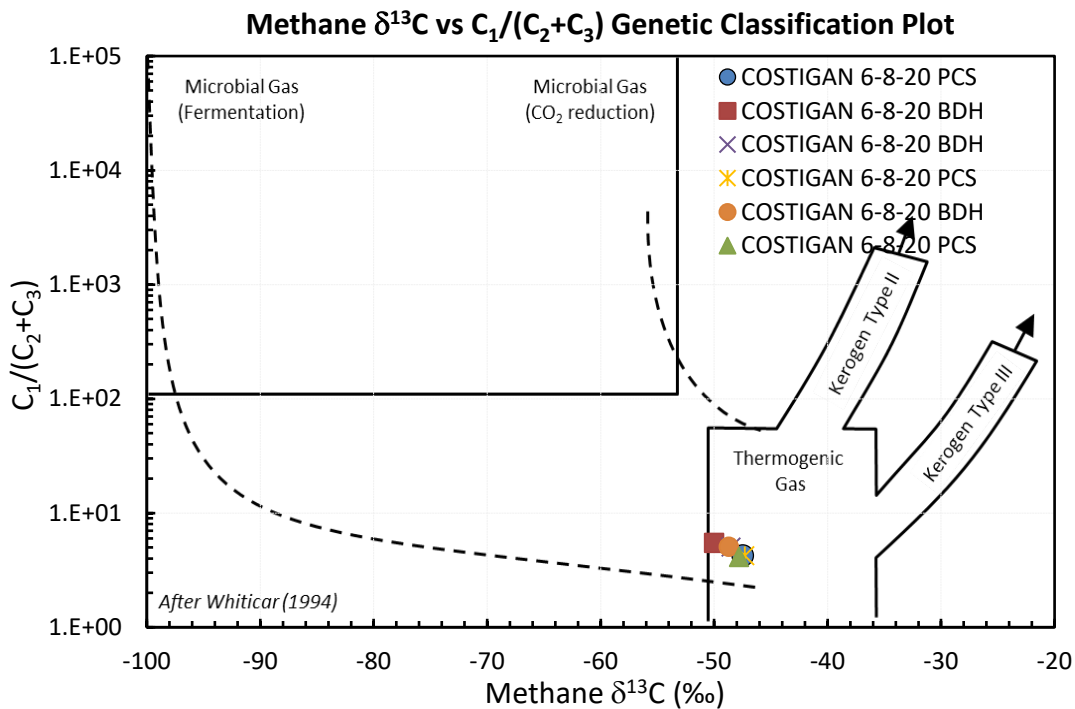 Methane δ¹³C vs C₁/(C₂+C₃) Genetic Classification Plot
C₁/(C₂+C₃)
1.E+05
1.E+04
1.E+03
1.E+02
1.E+01
1.E+00
Microbial Gas
(Fermentation)
Microbial Gas
(CO₂ reduction)
COSTIGAN 6-8-20 PCS
COSTIGAN 6-8-20 BDH
COSTIGAN 6-8-20 BDH
COSTIGAN 6-8-20 PCS
COSTIGAN 6-8-20 BDH
COSTIGAN 6-8-20 PCS
Kerogen Type II
Kerogen Type III
Thermogenic
Gas
After Whiticar (1994)
-100
-90
-80
-70
-60
-50
-40
-30
-20
Methane δ¹³C (‰)